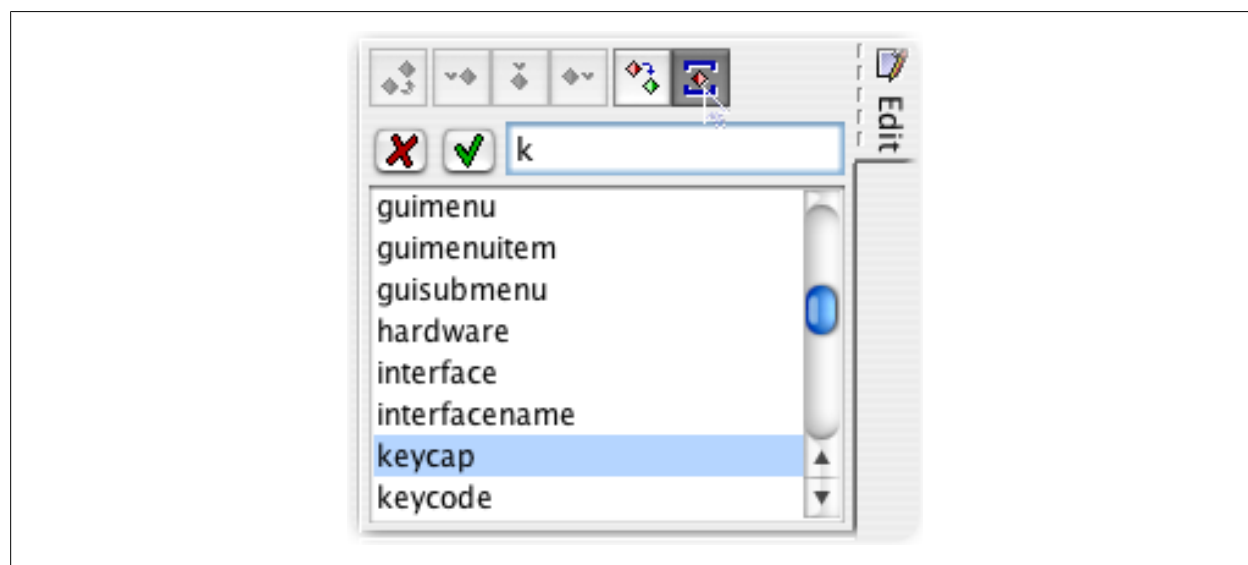 Edit
k
guimenu
guimenuitem
guisubmenu
hardware
interface
interfacename
keycap
keycode